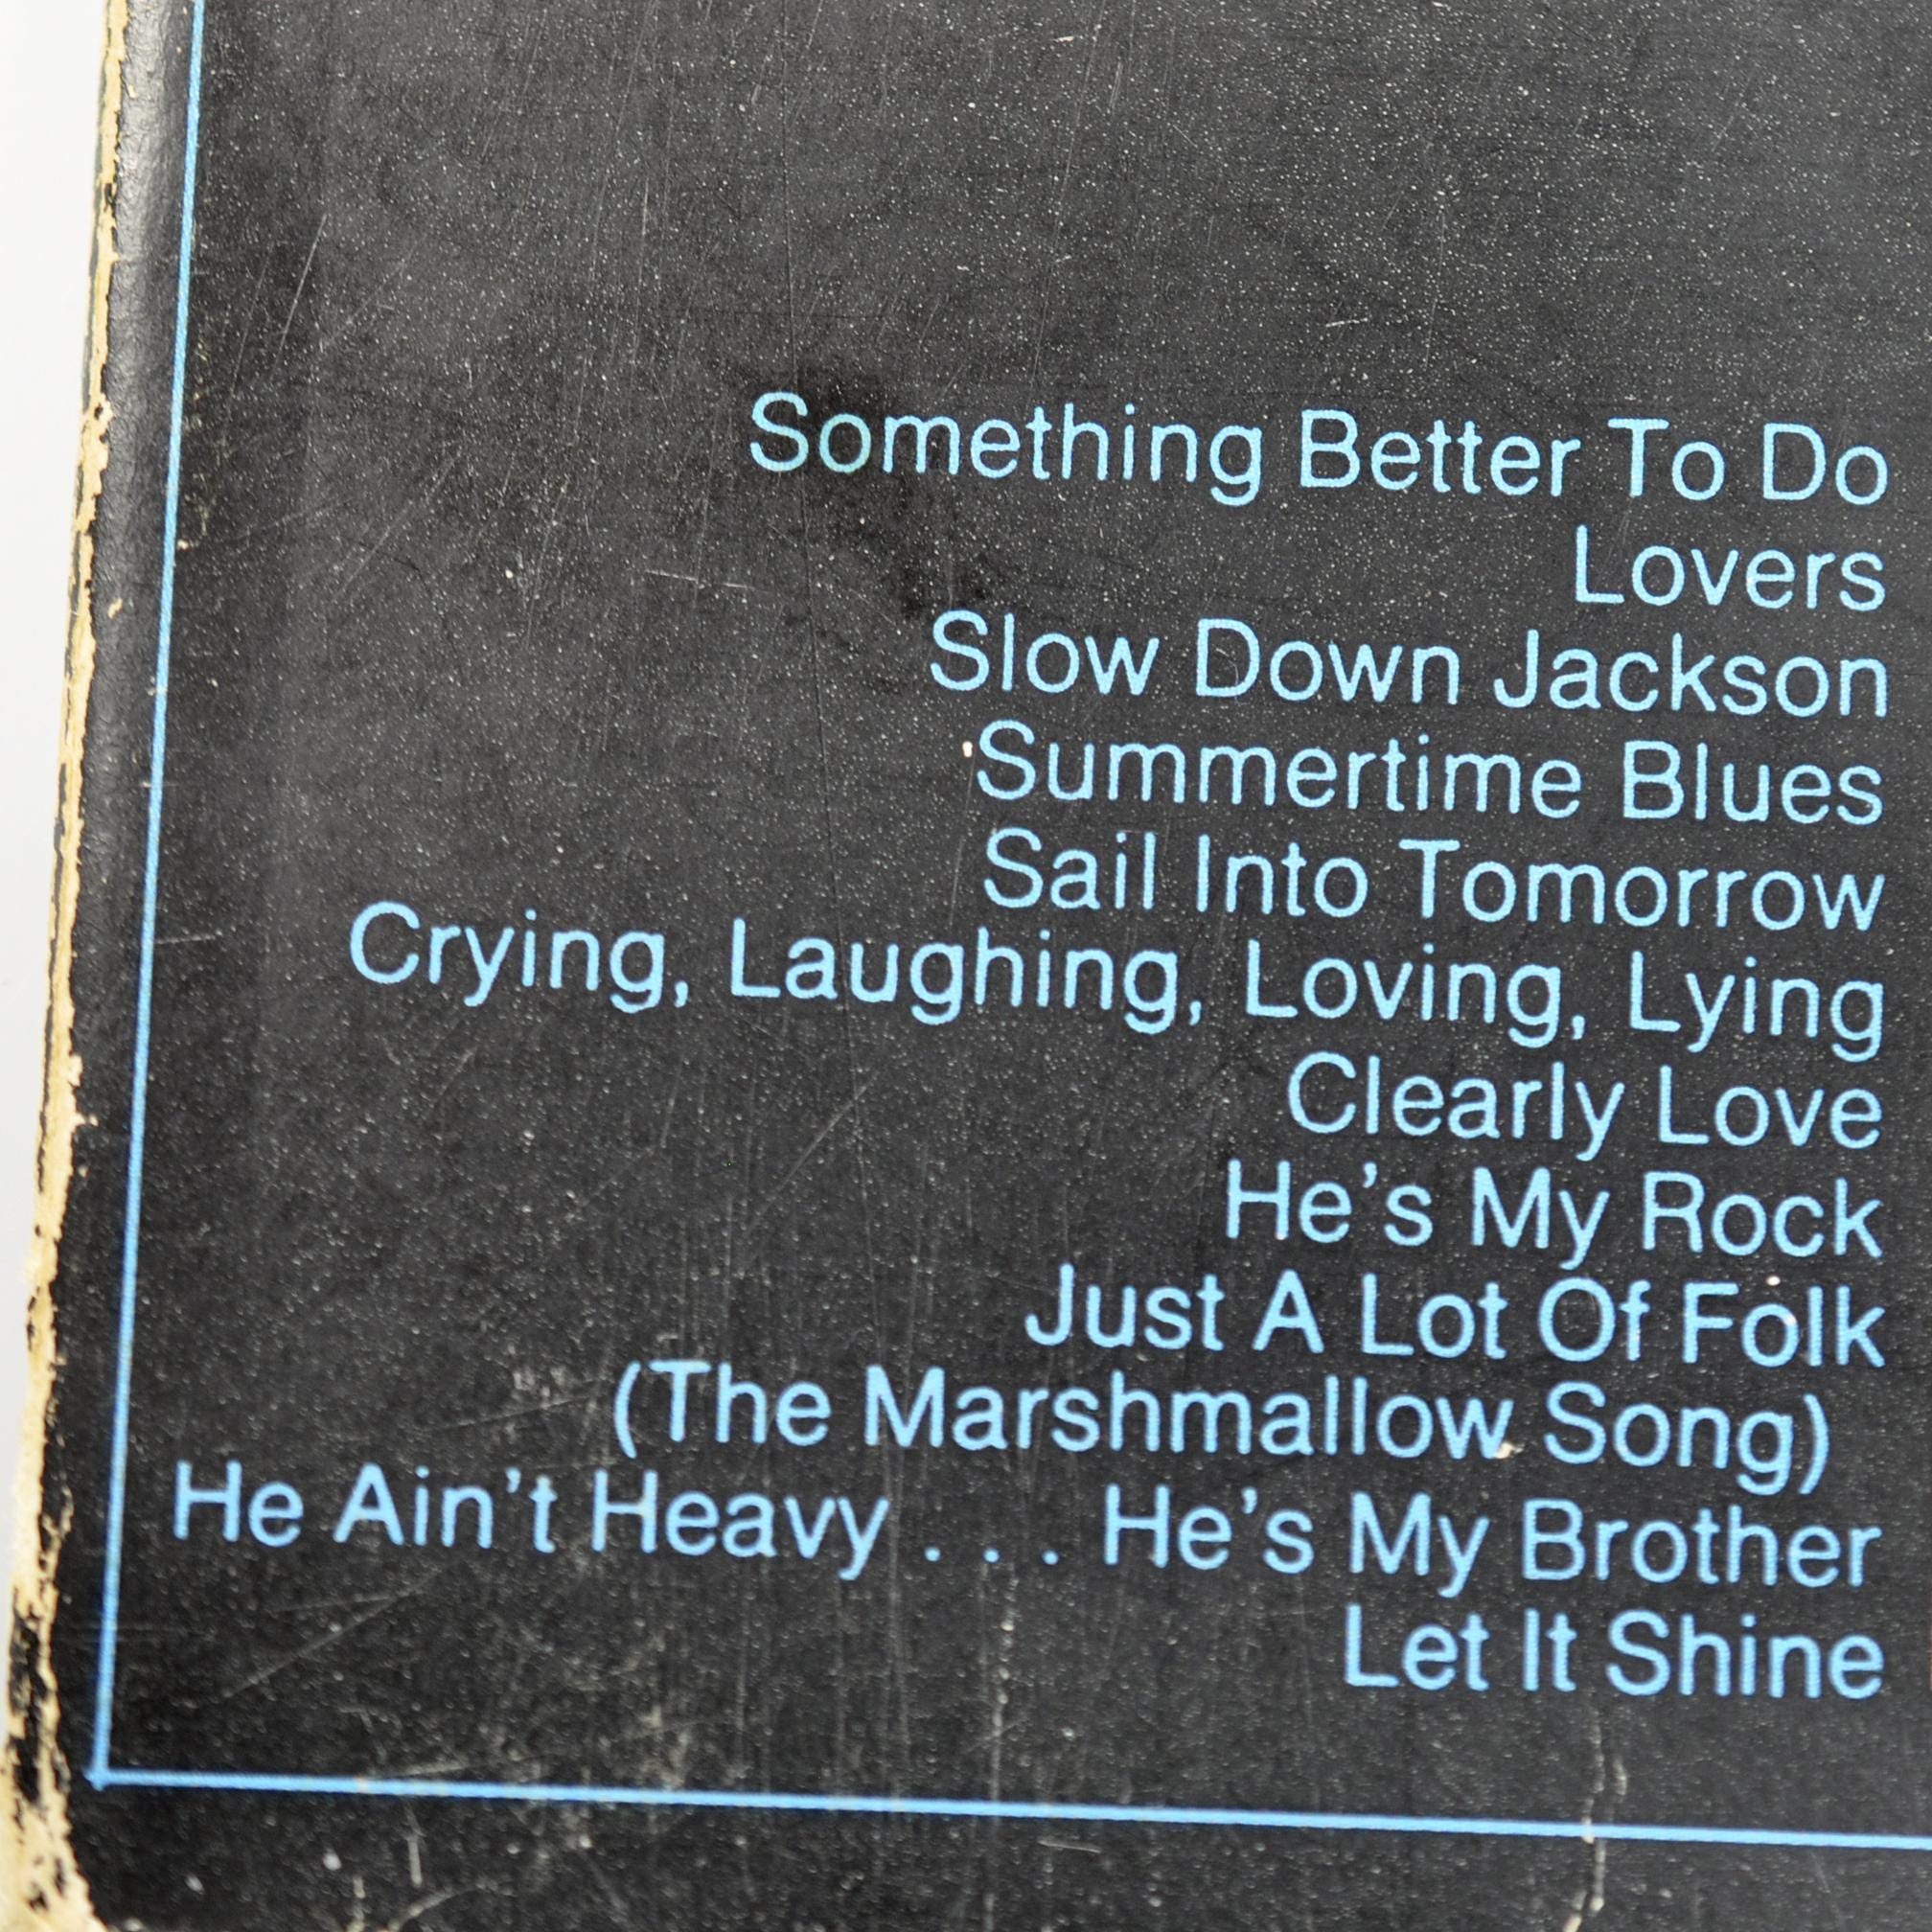 Something Better To Do
Lovers
Slow Down Jackson
Summertime Blues
Sail Into Tomorrow
Crying, Laughing, Loving, Lying
Clearly Love
He's My Rock
Just A Lot Of Folk
(The Marshmallow Song)
He Ain't Heavy . . . He's My Brother
Let It Shine